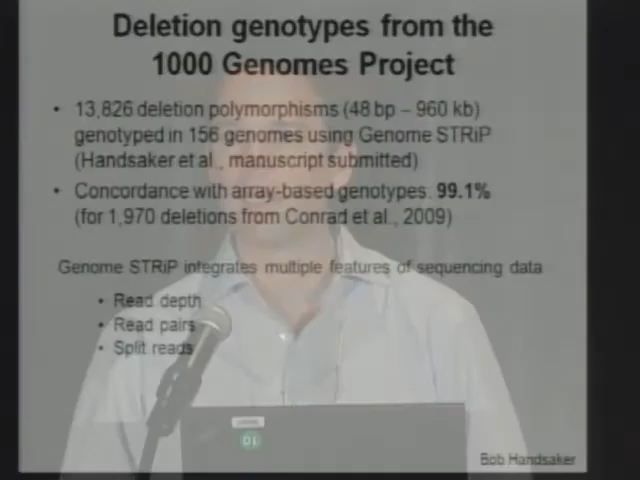 Deletion genotypes from the
1000 Genomes Project
• 13,826 deletion polymorphisms (48 bp – 960 kb)
genotyped in 156 genomes using Genome STRiP
(Handsaker et al., manuscript submitted)
• Concordance with array-based genotypes: 99.1%
(for 1,970 deletions from Conrad et al., 2009)
Genome STRiP integrates multiple features of sequencing data
• Read depth
• Read pairs
• Split reads
Bob Handsaker